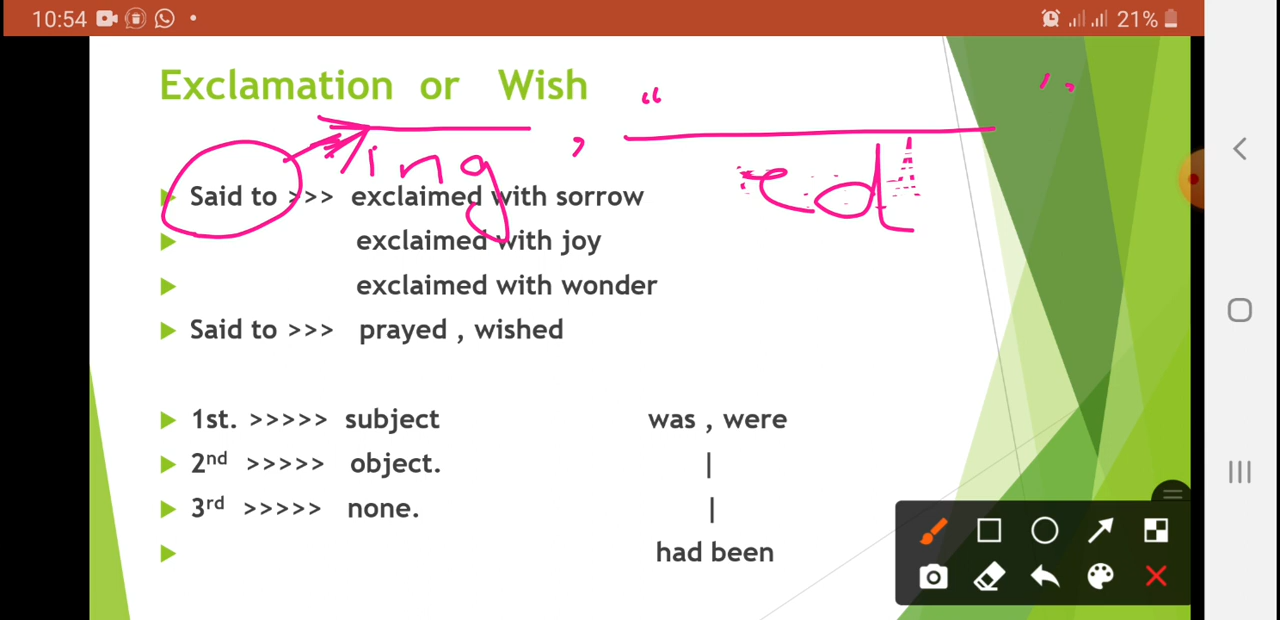 10:54 21%
Exclamation or Wish , “ ”
ing ed
Said to >>> exclaimed with sorrow
exclaimed with joy
exclaimed with wonder
Said to >>> prayed , wished
1st. >>>>> subject was , were
2nd >>>>> object. |
3rd >>>>> none. |
had been